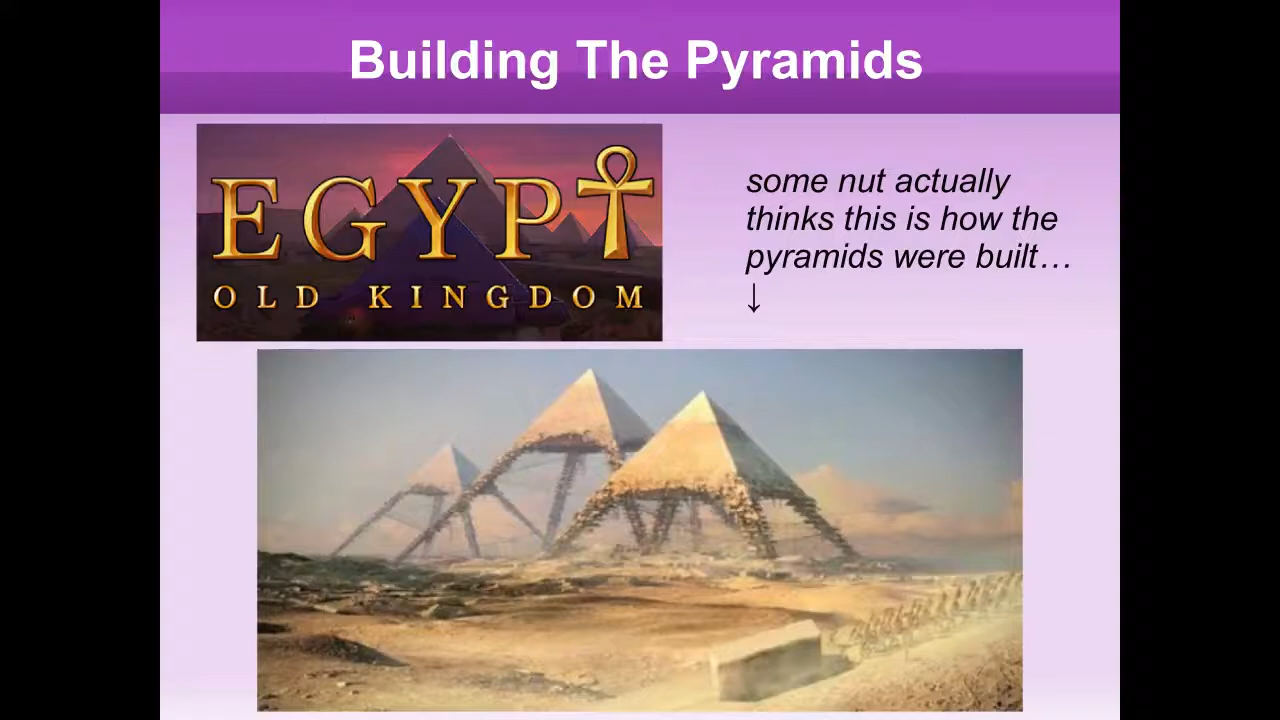 Building The Pyramids
EGYPT
OLD KINGDOM
some nut actually
thinks this is how the
pyramids were built…
↓